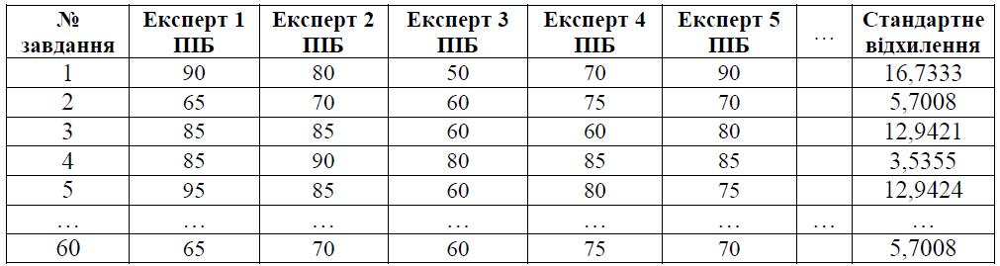 № завдання Експерт 1 ПІБ Експерт 2 ПІБ Експерт 3 ПІБ Експерт 4 ПІБ Експерт 5 ПІБ … Стандартне відхилення
1 90 80 50 70 90 16,7333
2 65 70 60 75 70 5,7008
3 85 85 60 60 80 12,9421
4 85 90 80 85 85 3,5355
5 95 85 60 80 75 12,9424
… … … … … … … …
60 65 70 60 75 70 5,7008